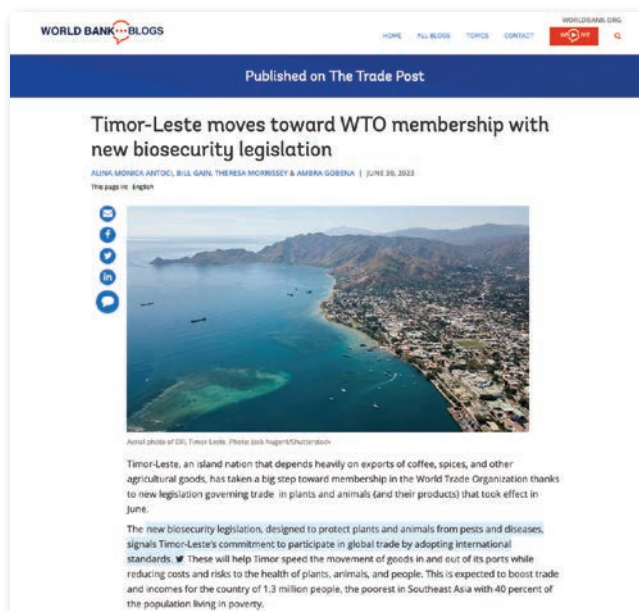 WORLDBANK.ORG
WORLD BANK BLOGS
HOME ALL BLOGS TOPICS CONTACT
Published on The Trade Post
Timor-Leste moves toward WTO membership with
new biosecurity legislation
ALINA MONICA ANTOCI, BILL GAIN, THERESA MORRISSEY & AMBRA GOBENA | JUNE 20, 2023
This page in: English
Aerial photo of Dili, Timor-Leste. Photo: Jack Nugent/Shutterstock
Timor-Leste, an island nation that depends heavily on exports of coffee, spices, and other
agricultural goods, has taken a big step toward membership in the World Trade Organization thanks
to new legislation governing trade in plants and animals (and their products) that took effect in
June.
The new biosecurity legislation, designed to protect plants and animals from pests and diseases,
signals Timor-Leste's commitment to participate in global trade by adopting international
standards. These will help Timor speed the movement of goods in and out of its ports while
reducing costs and risks to the health of plants, animals, and people. This is expected to boost trade
and incomes for the country of 1.3 million people, the poorest in Southeast Asia with 40 percent of
the population living in poverty.